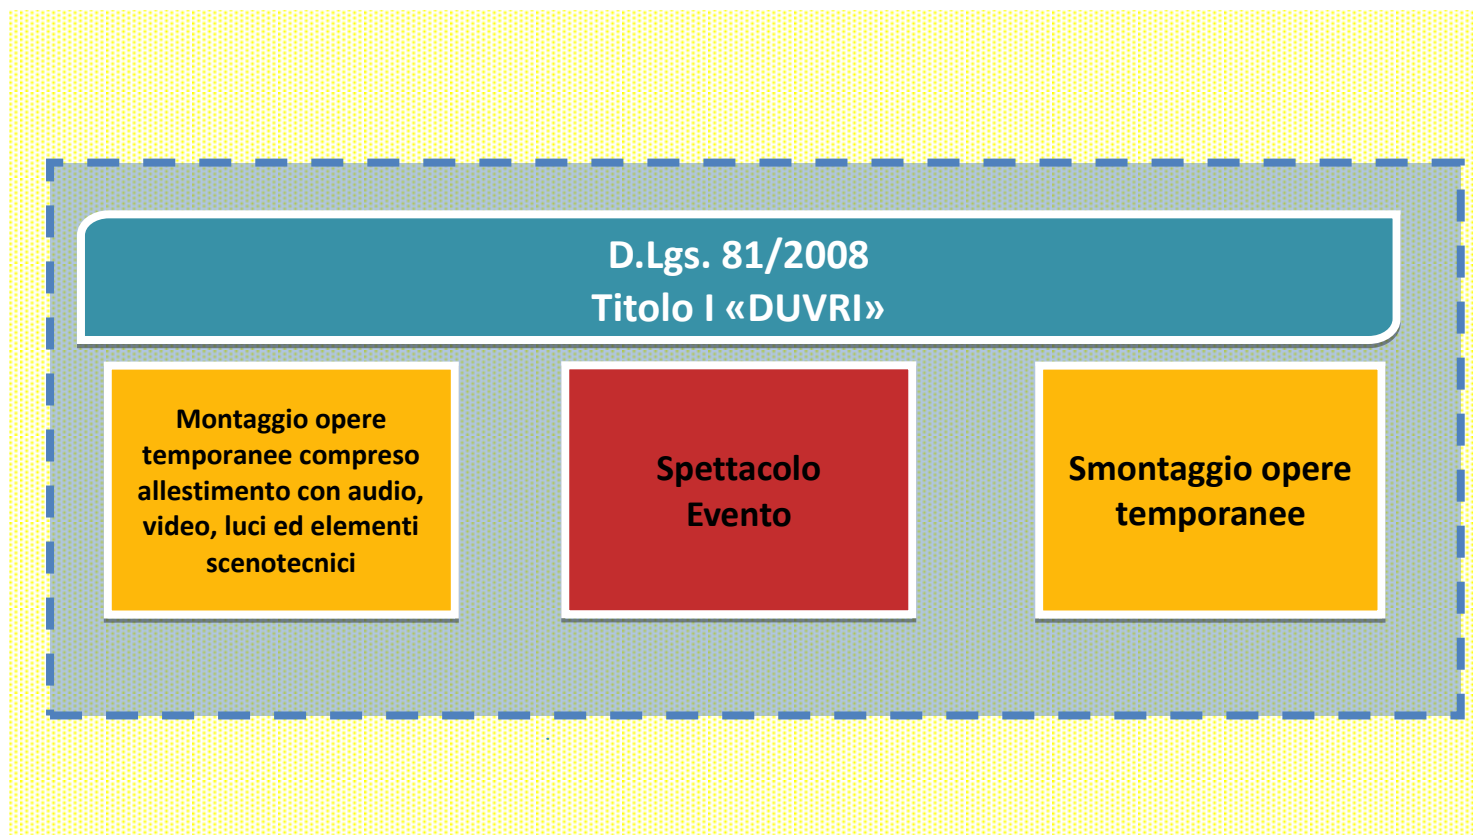 D.Lgs. 81/2008
Titolo I «DUVRI»
Montaggio opere
temporanee compreso
allestimento con audio,
video, luci ed elementi
scenotecnici
Spettacolo
Evento
Smontaggio opere
temporanee